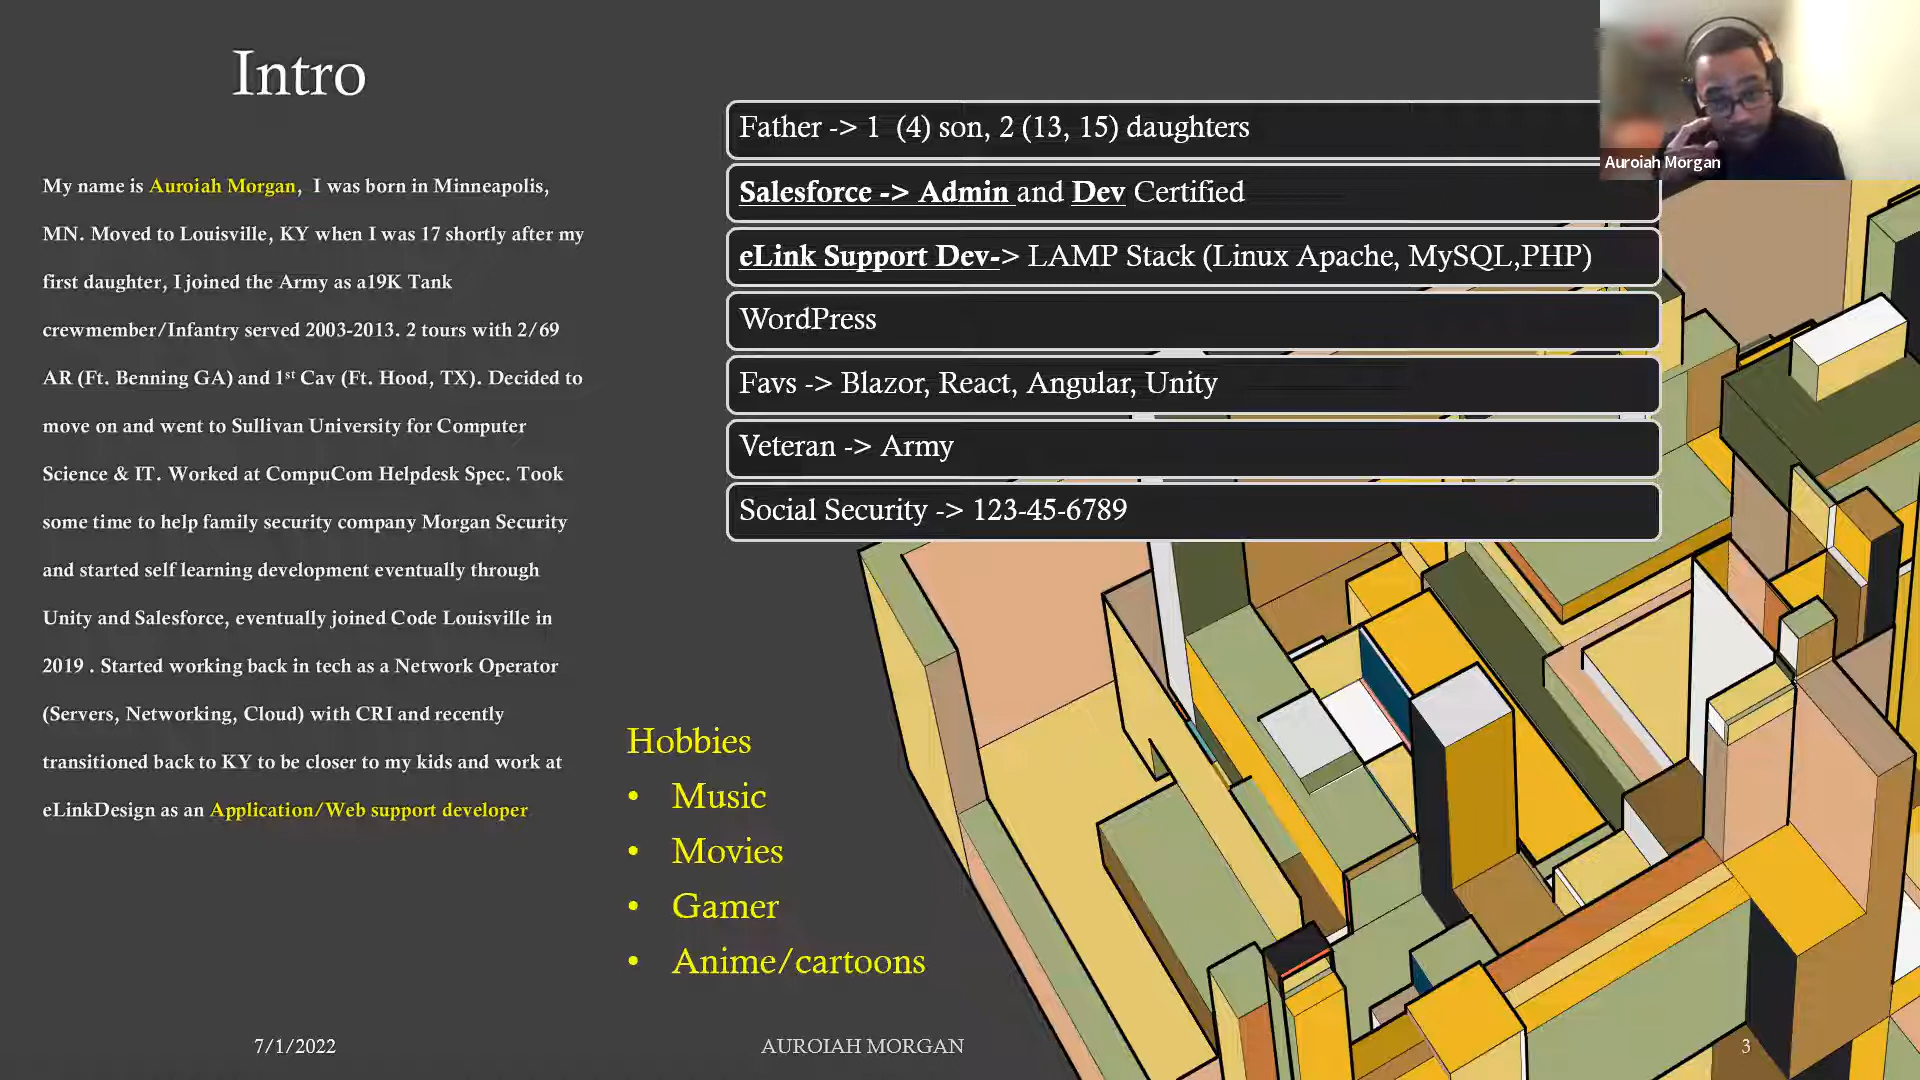 Intro
My name is Auroiah Morgan, I was born in Minneapolis,
MN. Moved to Louisville, KY when I was 17 shortly after my
first daughter, I joined the Army as a19K Tank
crewmember/Infantry served 2003-2013. 2 tours with 2/69
AR (Ft. Benning GA) and 1st Cav (Ft. Hood, TX). Decided to
move on and went to Sullivan University for Computer
Science & IT. Worked at CompuCom Helpdesk Spec. Took
some time to help family security company Morgan Security
and started self learning development eventually through
Unity and Salesforce, eventually joined Code Louisville in
2019 . Started working back in tech as a Network Operator
(Servers, Networking, Cloud) with CRI and recently
transitioned back to KY to be closer to my kids and work at
eLinkDesign as an Application/Web support developer
Father -> 1 (4) son, 2 (13, 15) daughters
Salesforce -> Admin and Dev Certified
eLink Support Dev-> LAMP Stack (Linux Apache, MySQL,PHP)
WordPress
Favs -> Blazor, React, Angular, Unity
Veteran -> Army
Social Security -> 123-45-6789
Hobbies
• Music
• Movies
• Gamer
• Anime/cartoons
Auroiah Morgan
7/1/2022
AUROIAH MORGAN
3